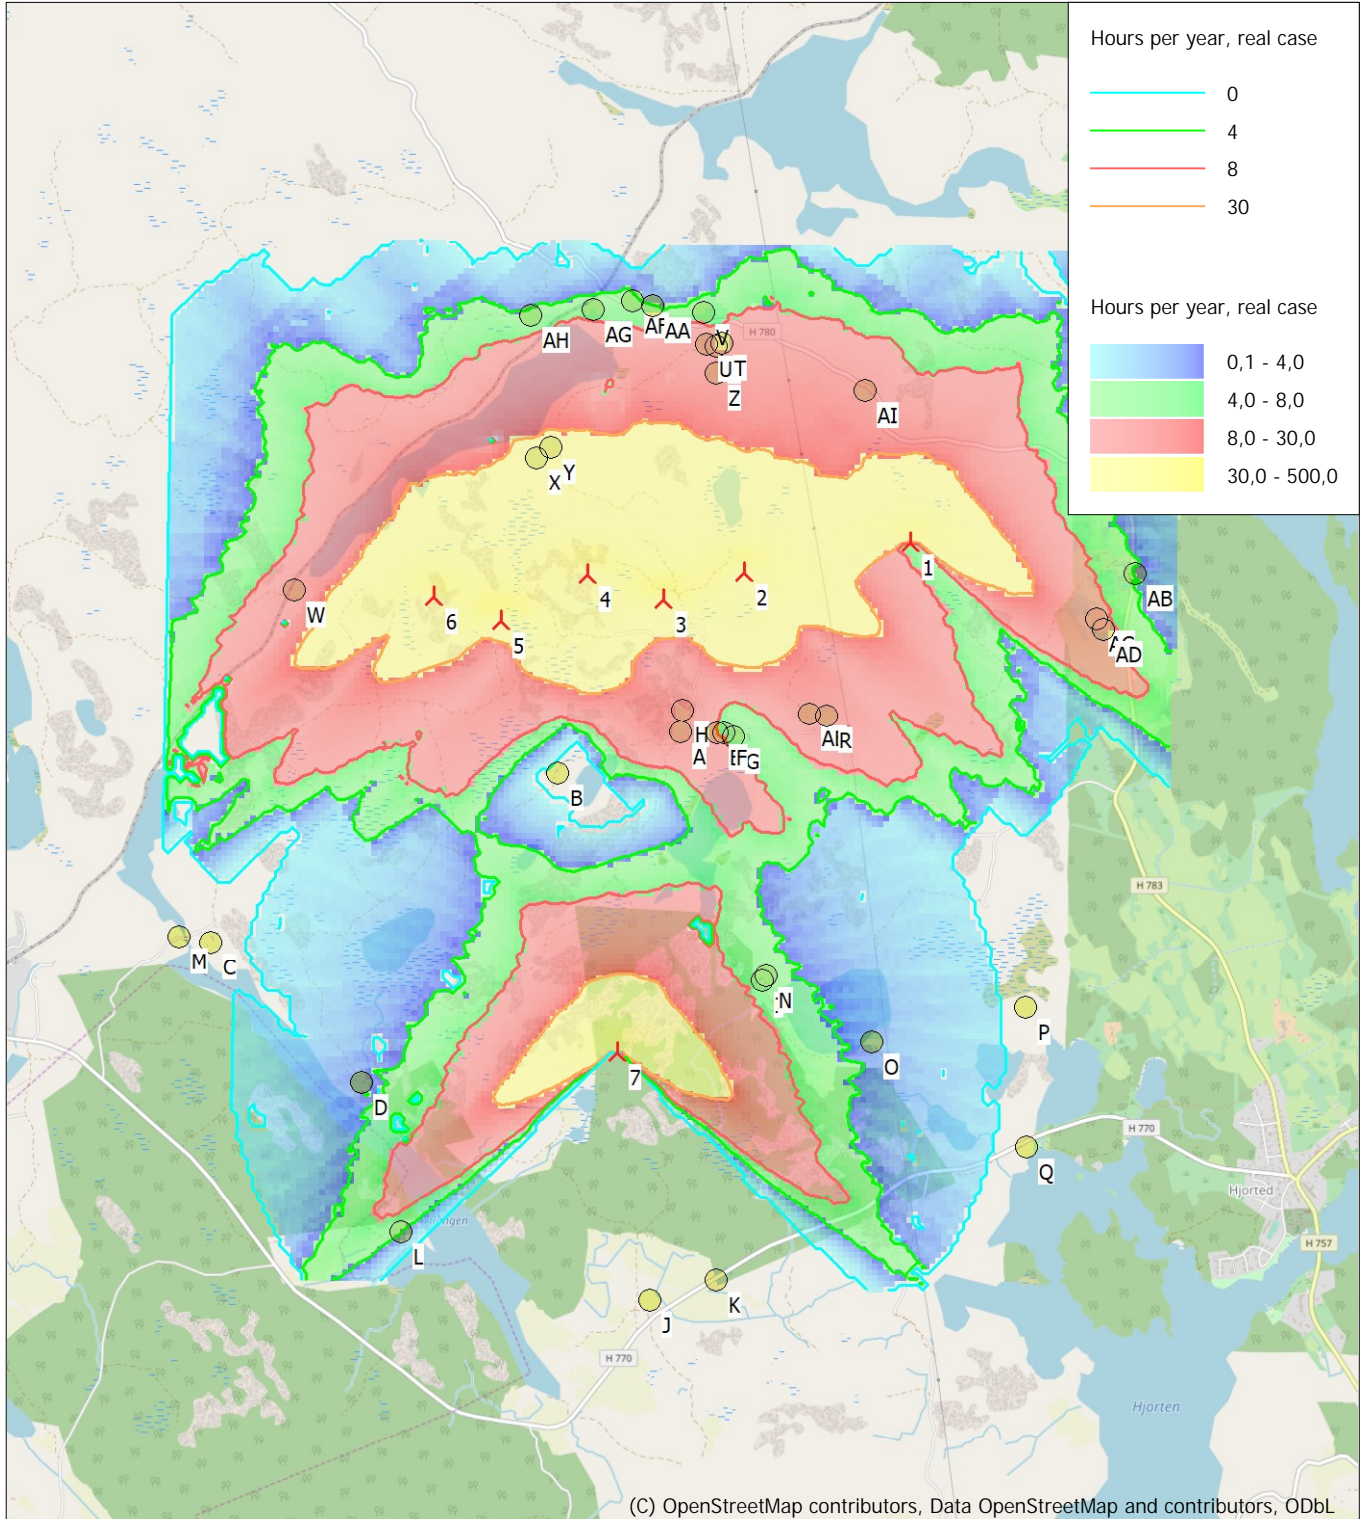 Hours per year, real case
0
4
8
30
Hours per year, real case
0,1 - 4,0
4,0 - 8,0
8,0 - 30,0
30,0 - 500,0
AH
AG
AA
V
H 780
U
T
Z
AI
X
Y
1
2
3
4
5
6
W
AB
AD
H
A
F
G
R
B
H 783
M
C
N
P
O
7
D
H 770
Q
Hjorted
L
H 757
K
J
H 770
Hjorten
(C) OpenStreetMap contributors, Data OpenStreetMap and contributors, ODbL